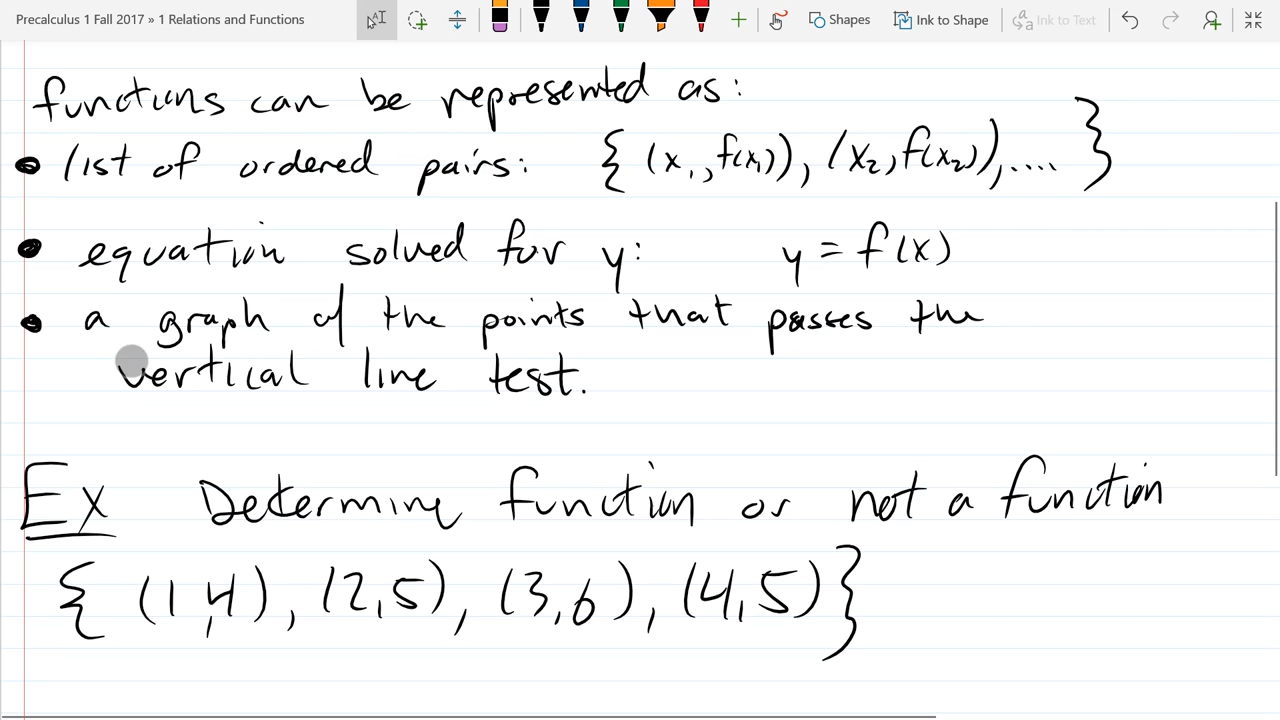 Precalculus 1 Fall 2017 » 1 Relations and Functions
Shapes
Ink to Shape
Ink to Text
functions can be represented as:
• list of ordered pairs: { (x₁, f(x₁)), (x₂, f(x₂)), .... }
• equation solved for y: y = f(x)
• a graph of the points that passes the
vertical line test.
Ex Determine function or not a function
{ (1,4), (2,5), (3,6), (4,5) }